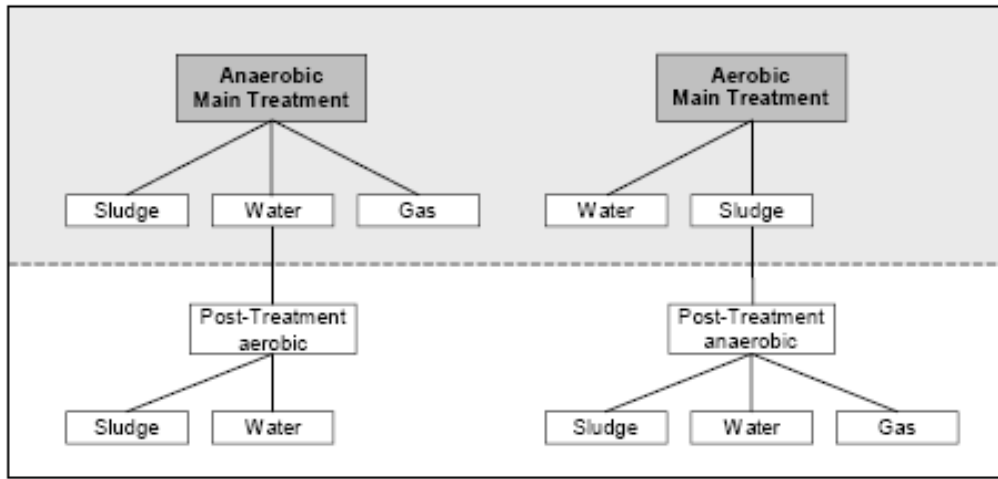 Anaerobic
Main Treatment
Aerobic
Main Treatment
Sludge
Water
Gas
Water
Sludge
Post-Treatment
aerobic
Post-Treatment
anaerobic
Sludge
Water
Sludge
Water
Gas